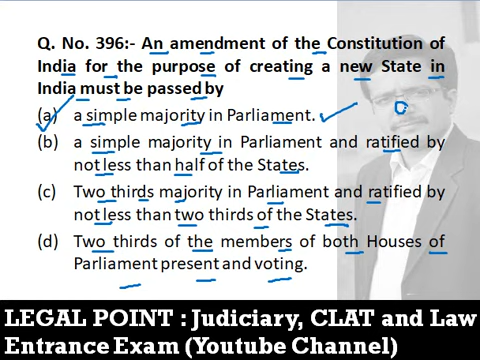 Q. No. 396:- An amendment of the Constitution of
India for the purpose of creating a new State in
India must be passed by
(a) a simple majority in Parliament.
(b) a simple majority in Parliament and ratified by
not less than half of the States.
(c) Two thirds majority in Parliament and ratified by
not less than two thirds of the States.
(d) Two thirds of the members of both Houses of
Parliament present and voting.
LEGAL POINT : Judiciary, CLAT and Law
Entrance Exam (Youtube Channel)